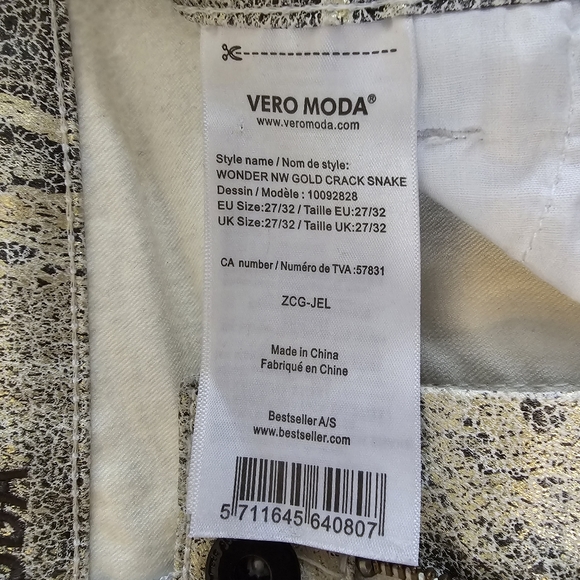 VERO MODA®
www.veromoda.com
Style name / Nom de style:
WONDER NW GOLD CRACK SNAKE
Dessin / Modèle : 10092828
EU Size:27/32 / Taille EU:27/32
UK Size:27/32 / Taille UK:27/32
CA number / Numéro de TVA :57831
ZCG-JEL
Made in China
Fabriqué en Chine
Bestseller A/S
www.bestseller.com
5 711645 640807